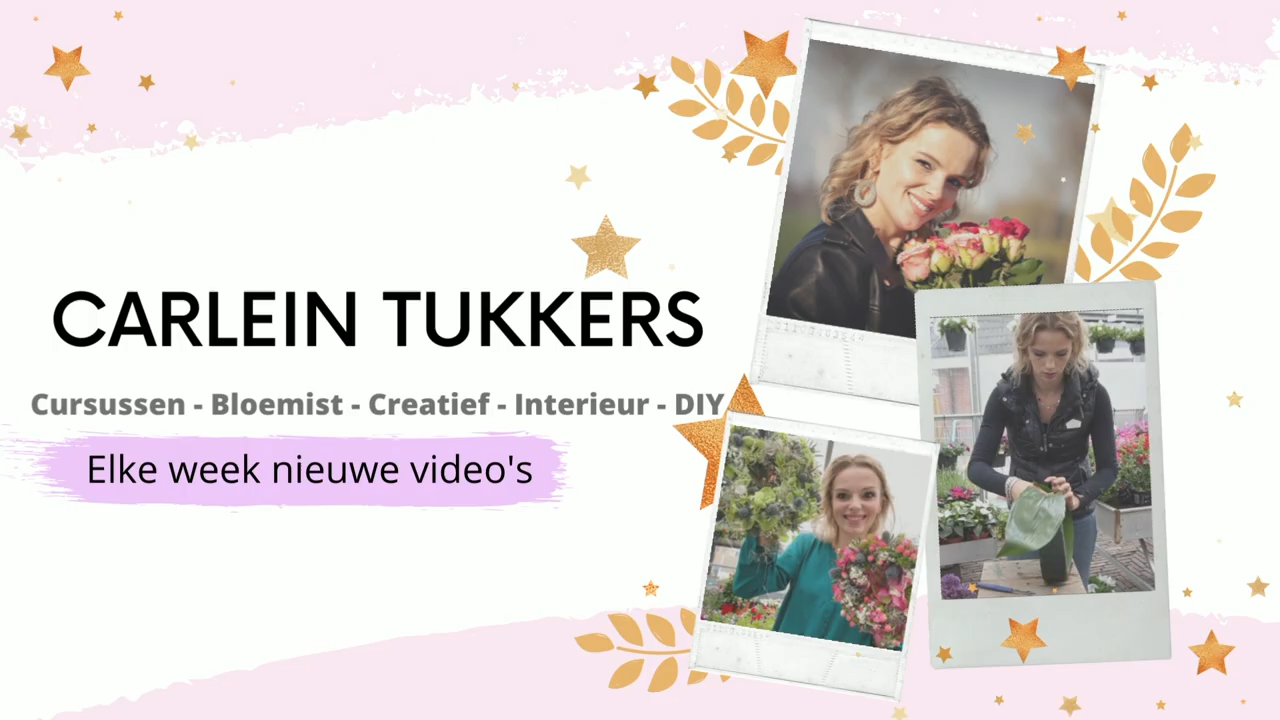 CARLEIN TUKKERS
Cursussen - Bloemist - Creatief - Interieur - DIY
Elke week nieuwe video's